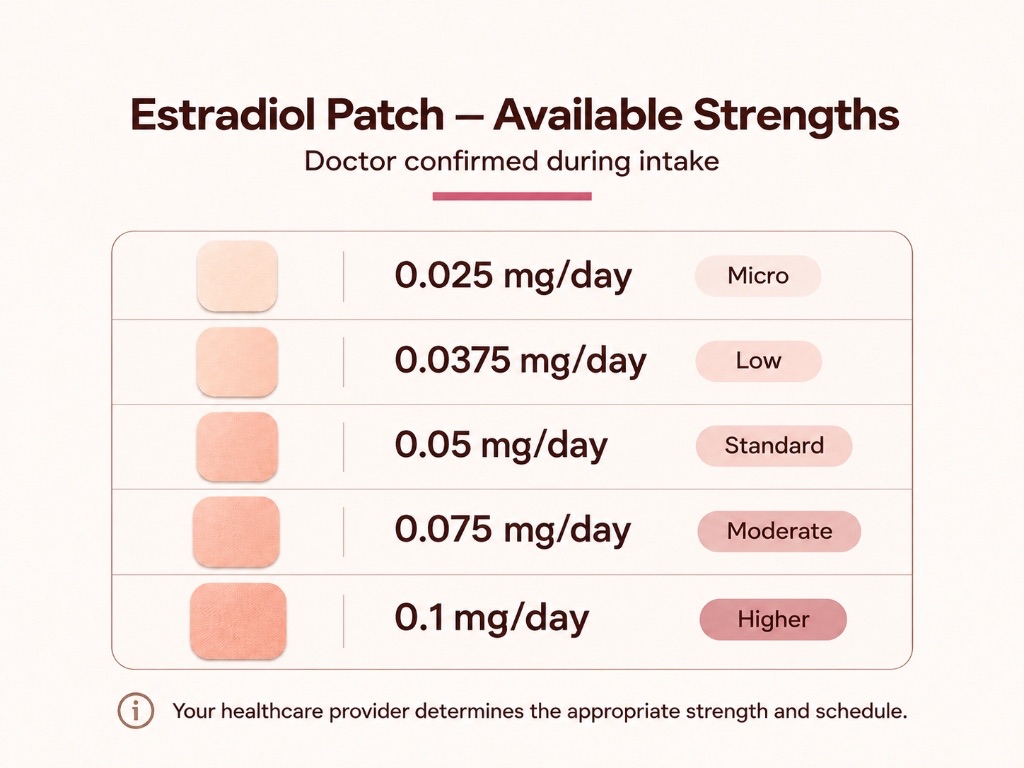 Estradiol Patch — Available Strengths
Doctor confirmed during intake
0.025 mg/day Micro
0.0375 mg/day Low
0.05 mg/day Standard
0.075 mg/day Moderate
0.1 mg/day Higher
Your healthcare provider determines the appropriate strength and schedule.